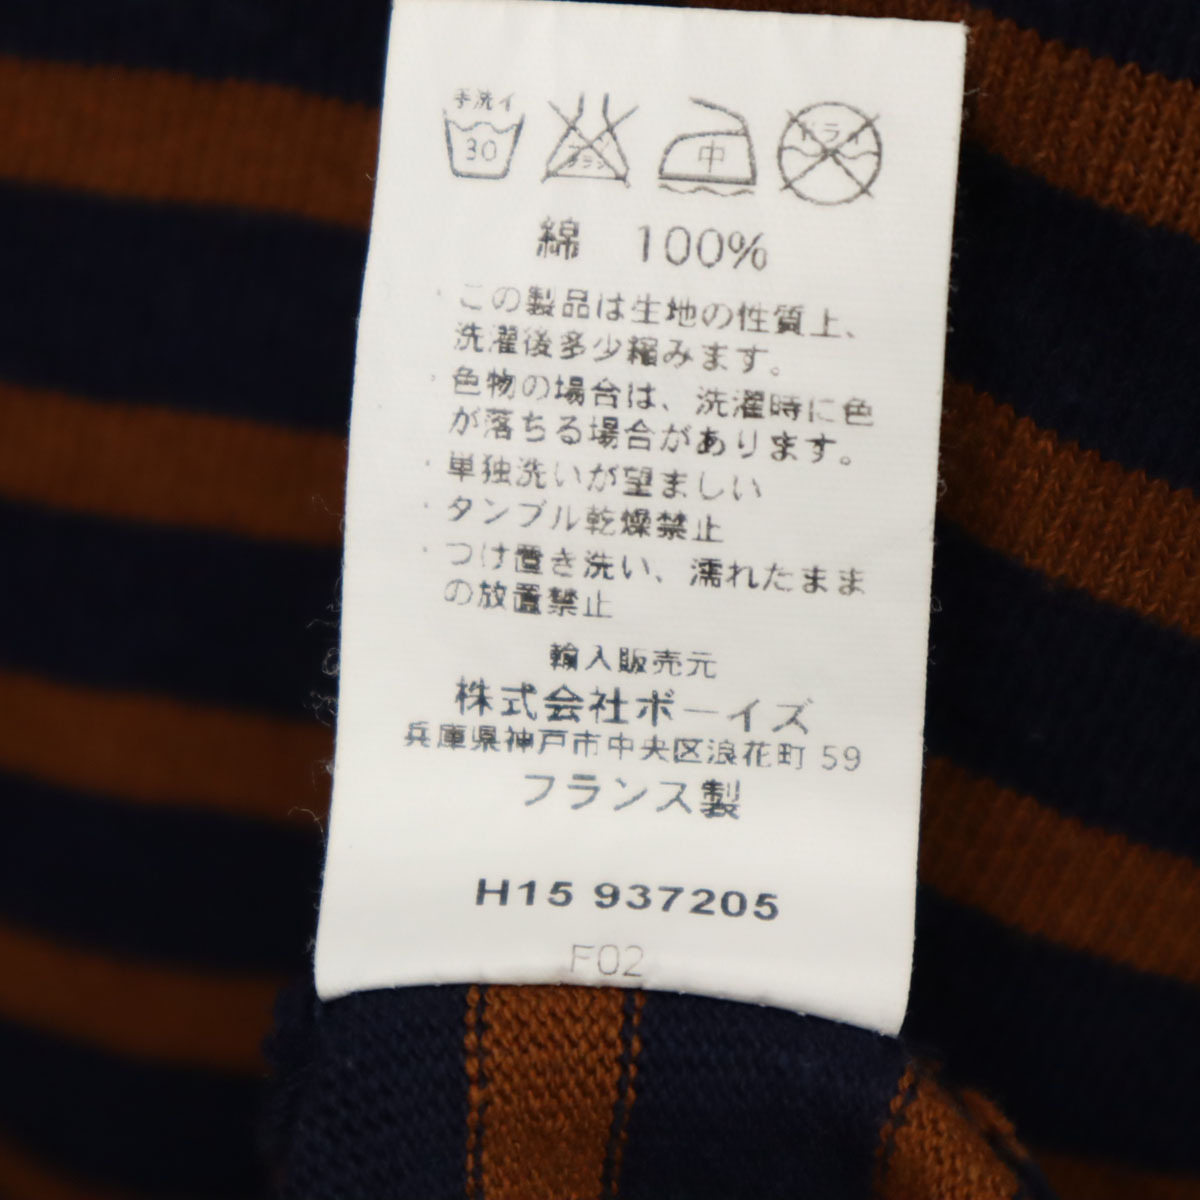 手洗イ
30
中
ドライ
綿 100%
・この製品は生地の性質上、
洗濯後多少縮みます。
・色物の場合は、洗濯時に色
が落ちる場合があります。
・単独洗いが望ましい
・タンブル乾燥禁止
・つけ置き洗い、濡れたまま
の放置禁止
輸入販売元
株式会社ボーイズ
兵庫県神戸市中央区浪花町 59
フランス製
H15 937205
F02